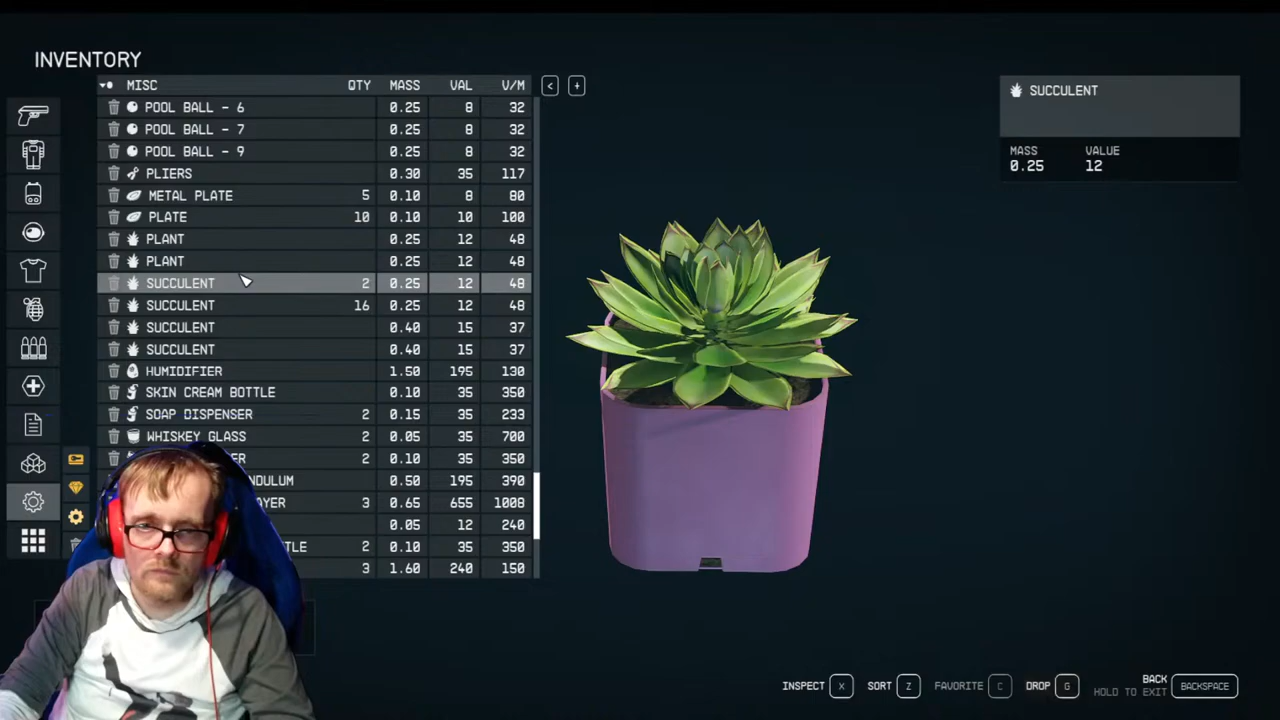 INVENTORY
MISC QTY MASS VAL V/M < +
POOL BALL - 6 0.25 8 32
POOL BALL - 7 0.25 8 32
POOL BALL - 9 0.25 8 32
PLIERS 0.30 35 117
METAL PLATE 5 0.10 8 80
PLATE 10 0.10 10 100
PLANT 0.25 12 48
PLANT 0.25 12 48
SUCCULENT 2 0.25 12 48
SUCCULENT 16 0.25 12 48
SUCCULENT 0.40 15 37
SUCCULENT 0.40 15 37
HUMIDIFIER 1.50 195 130
SKIN CREAM BOTTLE 0.10 35 350
SOAP DISPENSER 2 0.15 35 233
WHISKEY GLASS 2 0.05 35 700
2 0.10 35 350
0.50 195 390
3 0.65 655 1008
0.05 12 240
2 0.10 35 350
3 1.60 240 150
SUCCULENT
MASS VALUE
0.25 12
INSPECT X SORT Z FAVORITE C DROP G BACK BACKSPACE
HOLD TO EXIT